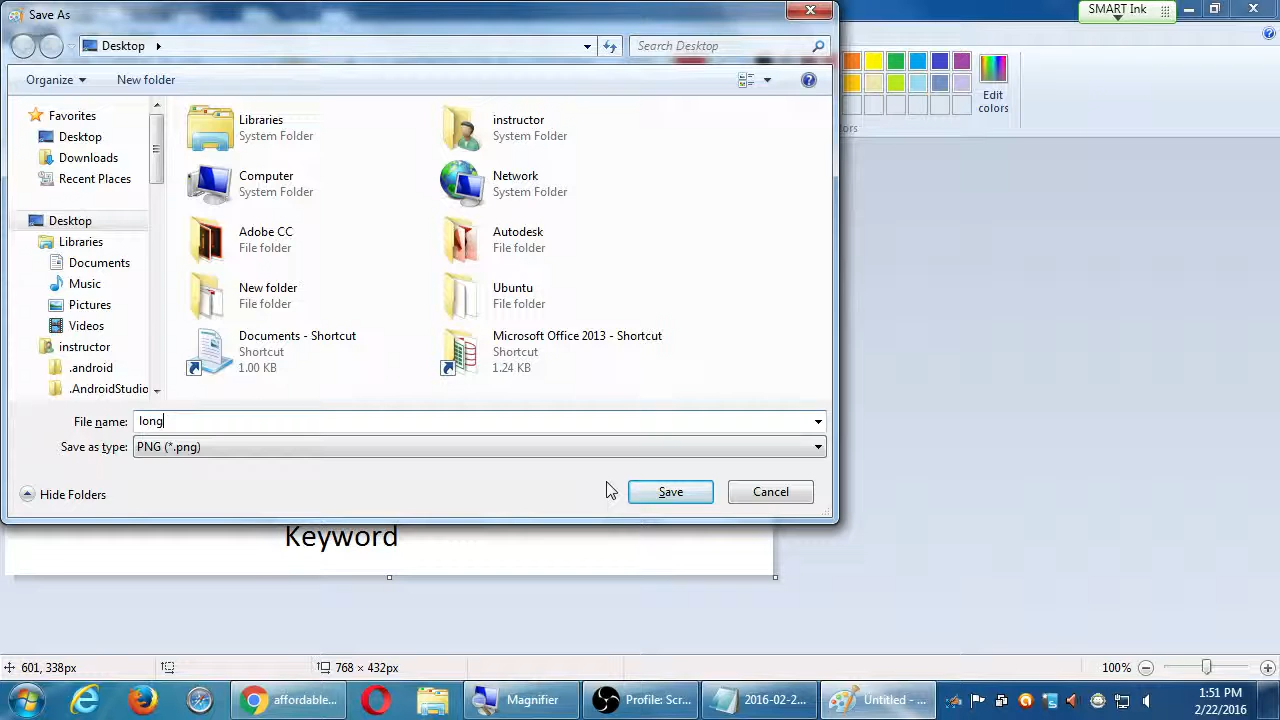 Save As
SMART Ink
Desktop
Search Desktop
Organize
New folder
Edit
colors
Favorites
Desktop
Downloads
Recent Places
Desktop
Libraries
Documents
Music
Pictures
Videos
instructor
.android
.AndroidStudio
Libraries
System Folder
instructor
System Folder
Computer
System Folder
Network
System Folder
Adobe CC
File folder
Autodesk
File folder
New folder
File folder
Ubuntu
File folder
Documents - Shortcut
Shortcut
1.00 KB
Microsoft Office 2013 - Shortcut
Shortcut
1.24 KB
File name: long
Save as type: PNG (*.png)
Hide Folders
Save
Cancel
Keyword
601, 338px
768 × 432px
100%
affordable...
Magnifier
Profile: Scr...
2016-02-2...
Untitled - ...
1:51 PM
2/22/2016